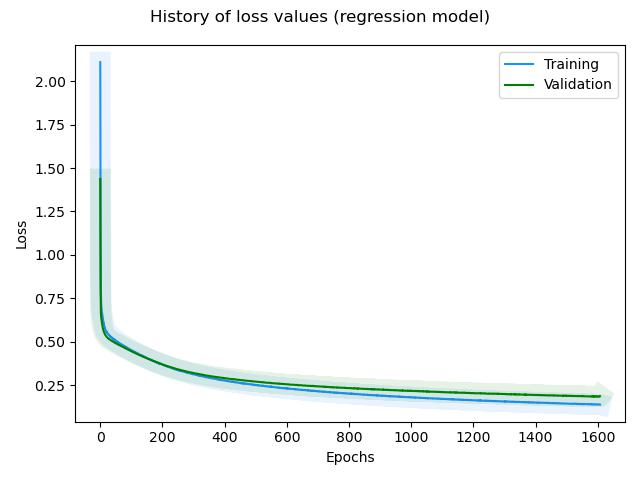 History of loss values (regression model)
Training
Validation
2.00
1.75
1.50
1.25
1.00
0.75
0.50
0.25
Loss
0 200 400 600 800 1000 1200 1400 1600
Epochs